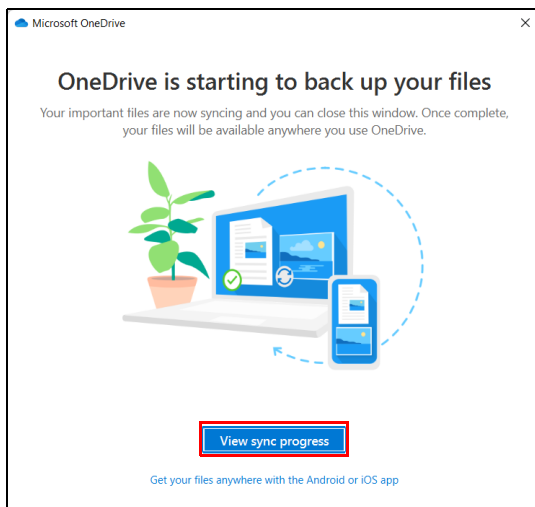 Microsoft OneDrive
OneDrive is starting to back up your files
Your important files are now syncing and you can close this window. Once complete,
your files will be available anywhere you use OneDrive.
View sync progress
Get your files anywhere with the Android or iOS app